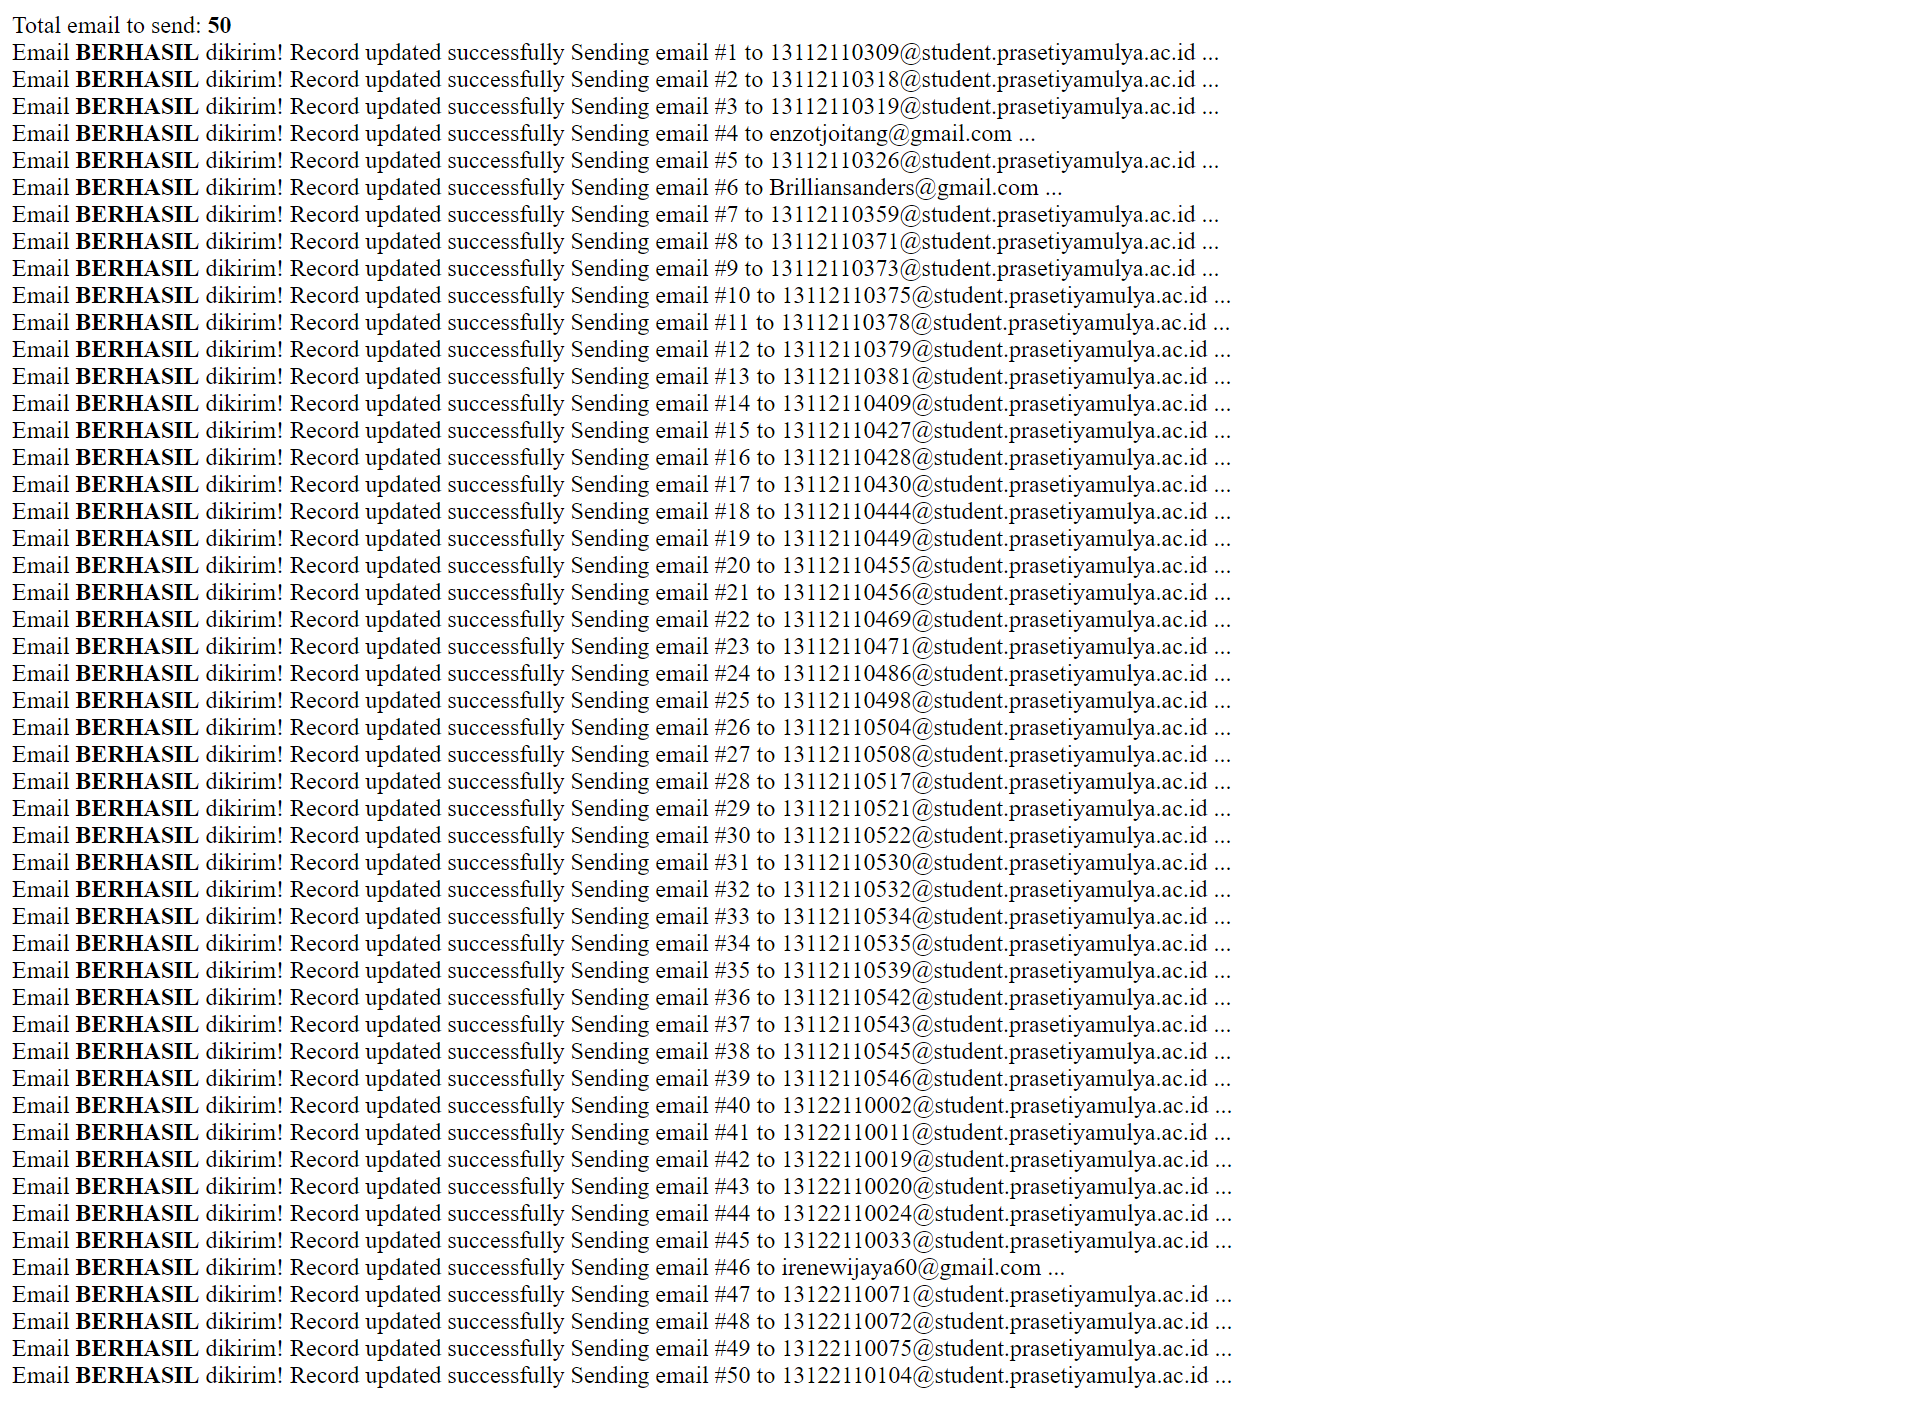 Total email to send: 50
Email BERHASIL dikirim! Record updated successfully Sending email #1 to 13112110309@student.prasetiyamulya.ac.id ...
Email BERHASIL dikirim! Record updated successfully Sending email #2 to 13112110318@student.prasetiyamulya.ac.id ...
Email BERHASIL dikirim! Record updated successfully Sending email #3 to 13112110319@student.prasetiyamulya.ac.id ...
Email BERHASIL dikirim! Record updated successfully Sending email #4 to enzotjoitang@gmail.com ...
Email BERHASIL dikirim! Record updated successfully Sending email #5 to 13112110326@student.prasetiyamulya.ac.id ...
Email BERHASIL dikirim! Record updated successfully Sending email #6 to Brilliansanders@gmail.com ...
Email BERHASIL dikirim! Record updated successfully Sending email #7 to 13112110359@student.prasetiyamulya.ac.id ...
Email BERHASIL dikirim! Record updated successfully Sending email #8 to 13112110371@student.prasetiyamulya.ac.id ...
Email BERHASIL dikirim! Record updated successfully Sending email #9 to 13112110373@student.prasetiyamulya.ac.id ...
Email BERHASIL dikirim! Record updated successfully Sending email #10 to 13112110375@student.prasetiyamulya.ac.id ...
Email BERHASIL dikirim! Record updated successfully Sending email #11 to 13112110378@student.prasetiyamulya.ac.id ...
Email BERHASIL dikirim! Record updated successfully Sending email #12 to 13112110379@student.prasetiyamulya.ac.id ...
Email BERHASIL dikirim! Record updated successfully Sending email #13 to 13112110381@student.prasetiyamulya.ac.id ...
Email BERHASIL dikirim! Record updated successfully Sending email #14 to 13112110409@student.prasetiyamulya.ac.id ...
Email BERHASIL dikirim! Record updated successfully Sending email #15 to 13112110427@student.prasetiyamulya.ac.id ...
Email BERHASIL dikirim! Record updated successfully Sending email #16 to 13112110428@student.prasetiyamulya.ac.id ...
Email BERHASIL dikirim! Record updated successfully Sending email #17 to 13112110430@student.prasetiyamulya.ac.id ...
Email BERHASIL dikirim! Record updated successfully Sending email #18 to 13112110444@student.prasetiyamulya.ac.id ...
Email BERHASIL dikirim! Record updated successfully Sending email #19 to 13112110449@student.prasetiyamulya.ac.id ...
Email BERHASIL dikirim! Record updated successfully Sending email #20 to 13112110455@student.prasetiyamulya.ac.id ...
Email BERHASIL dikirim! Record updated successfully Sending email #21 to 13112110456@student.prasetiyamulya.ac.id ...
Email BERHASIL dikirim! Record updated successfully Sending email #22 to 13112110469@student.prasetiyamulya.ac.id ...
Email BERHASIL dikirim! Record updated successfully Sending email #23 to 13112110471@student.prasetiyamulya.ac.id ...
Email BERHASIL dikirim! Record updated successfully Sending email #24 to 13112110486@student.prasetiyamulya.ac.id ...
Email BERHASIL dikirim! Record updated successfully Sending email #25 to 13112110498@student.prasetiyamulya.ac.id ...
Email BERHASIL dikirim! Record updated successfully Sending email #26 to 13112110504@student.prasetiyamulya.ac.id ...
Email BERHASIL dikirim! Record updated successfully Sending email #27 to 13112110508@student.prasetiyamulya.ac.id ...
Email BERHASIL dikirim! Record updated successfully Sending email #28 to 13112110517@student.prasetiyamulya.ac.id ...
Email BERHASIL dikirim! Record updated successfully Sending email #29 to 13112110521@student.prasetiyamulya.ac.id ...
Email BERHASIL dikirim! Record updated successfully Sending email #30 to 13112110522@student.prasetiyamulya.ac.id ...
Email BERHASIL dikirim! Record updated successfully Sending email #31 to 13112110530@student.prasetiyamulya.ac.id ...
Email BERHASIL dikirim! Record updated successfully Sending email #32 to 13112110532@student.prasetiyamulya.ac.id ...
Email BERHASIL dikirim! Record updated successfully Sending email #33 to 13112110534@student.prasetiyamulya.ac.id ...
Email BERHASIL dikirim! Record updated successfully Sending email #34 to 13112110535@student.prasetiyamulya.ac.id ...
Email BERHASIL dikirim! Record updated successfully Sending email #35 to 13112110539@student.prasetiyamulya.ac.id ...
Email BERHASIL dikirim! Record updated successfully Sending email #36 to 13112110542@student.prasetiyamulya.ac.id ...
Email BERHASIL dikirim! Record updated successfully Sending email #37 to 13112110543@student.prasetiyamulya.ac.id ...
Email BERHASIL dikirim! Record updated successfully Sending email #38 to 13112110545@student.prasetiyamulya.ac.id ...
Email BERHASIL dikirim! Record updated successfully Sending email #39 to 13112110546@student.prasetiyamulya.ac.id ...
Email BERHASIL dikirim! Record updated successfully Sending email #40 to 13122110002@student.prasetiyamulya.ac.id ...
Email BERHASIL dikirim! Record updated successfully Sending email #41 to 13122110011@student.prasetiyamulya.ac.id ...
Email BERHASIL dikirim! Record updated successfully Sending email #42 to 13122110019@student.prasetiyamulya.ac.id ...
Email BERHASIL dikirim! Record updated successfully Sending email #43 to 13122110020@student.prasetiyamulya.ac.id ...
Email BERHASIL dikirim! Record updated successfully Sending email #44 to 13122110024@student.prasetiyamulya.ac.id ...
Email BERHASIL dikirim! Record updated successfully Sending email #45 to 13122110033@student.prasetiyamulya.ac.id ...
Email BERHASIL dikirim! Record updated successfully Sending email #46 to irenewijaya60@gmail.com ...
Email BERHASIL dikirim! Record updated successfully Sending email #47 to 13122110071@student.prasetiyamulya.ac.id ...
Email BERHASIL dikirim! Record updated successfully Sending email #48 to 13122110072@student.prasetiyamulya.ac.id ...
Email BERHASIL dikirim! Record updated successfully Sending email #49 to 13122110075@student.prasetiyamulya.ac.id ...
Email BERHASIL dikirim! Record updated successfully Sending email #50 to 13122110104@student.prasetiyamulya.ac.id ...